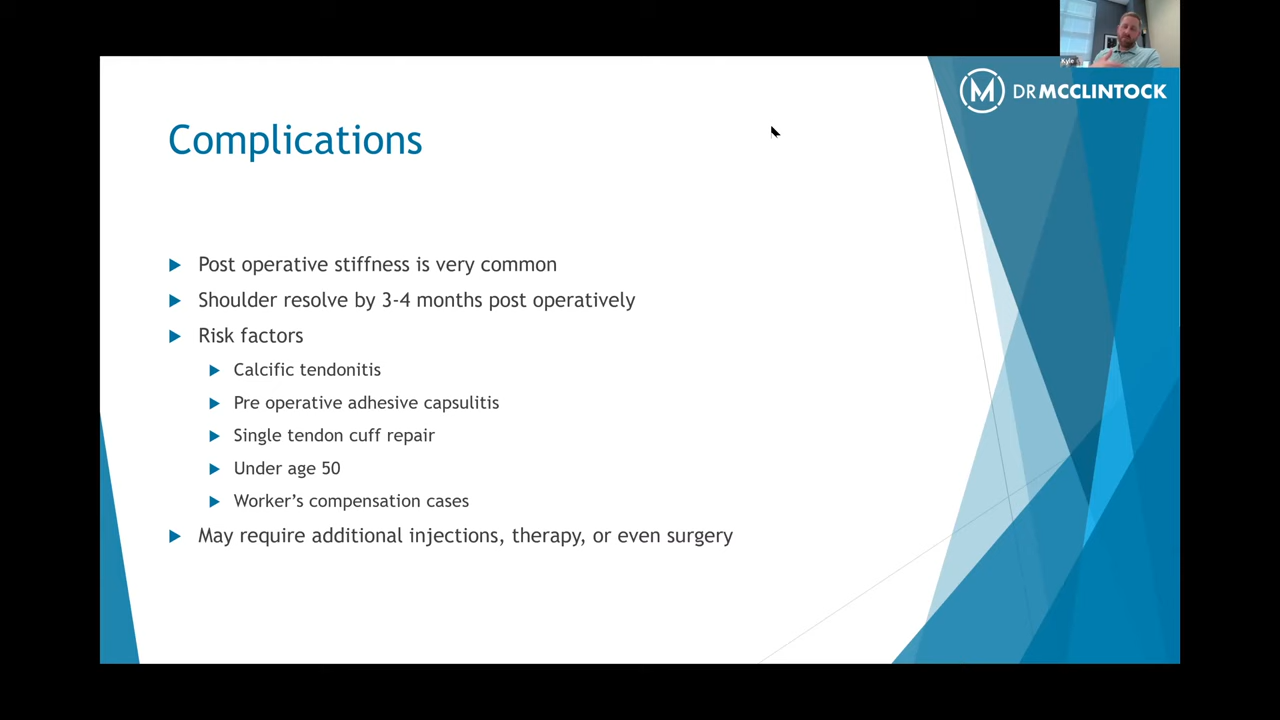 Kyle
DRMCCLINTOCK
Complications
Post operative stiffness is very common
Shoulder resolve by 3-4 months post operatively
Risk factors
Calcific tendonitis
Pre operative adhesive capsulitis
Single tendon cuff repair
Under age 50
Worker’s compensation cases
May require additional injections, therapy, or even surgery